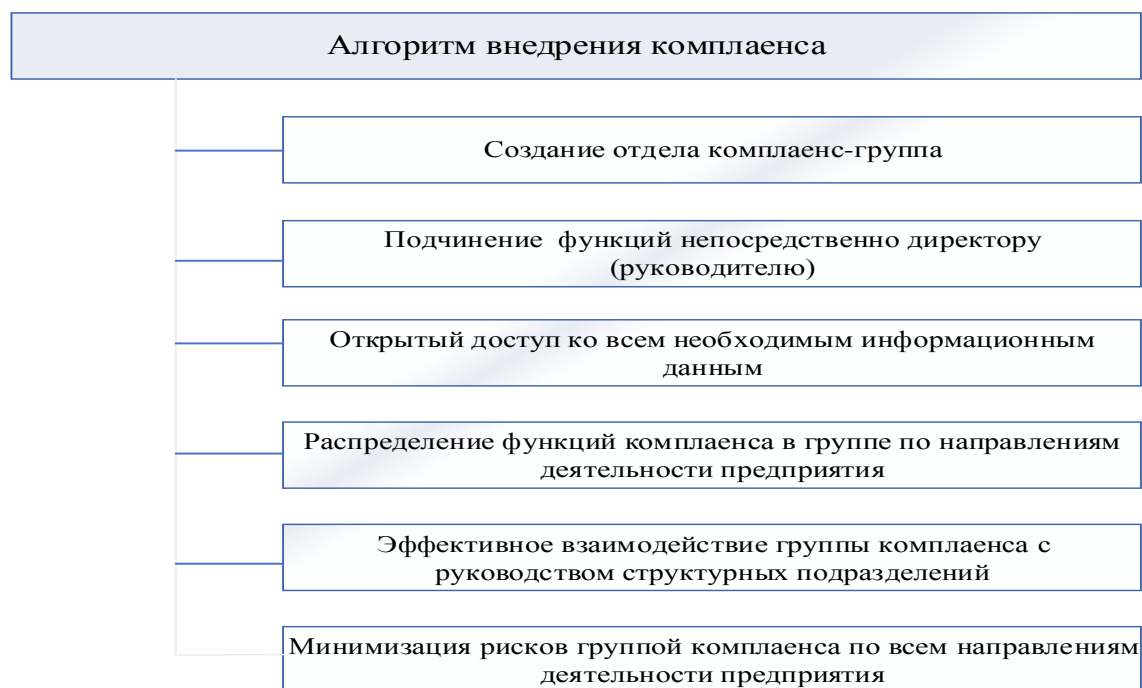 Алгоритм внедрения комплаенса
Создание отдела комплаенс-группа
Подчинение функций непосредственно директору
(руководителю)
Открытый доступ ко всем необходимым информационным
данным
Распределение функций комплаенса в группе по направлениям
деятельности предприятия
Эффективное взаимодействие группы комплаенса с
руководством структурных подразделений
Минимизация рисков группой комплаенса по всем направлениям
деятельности предприятия